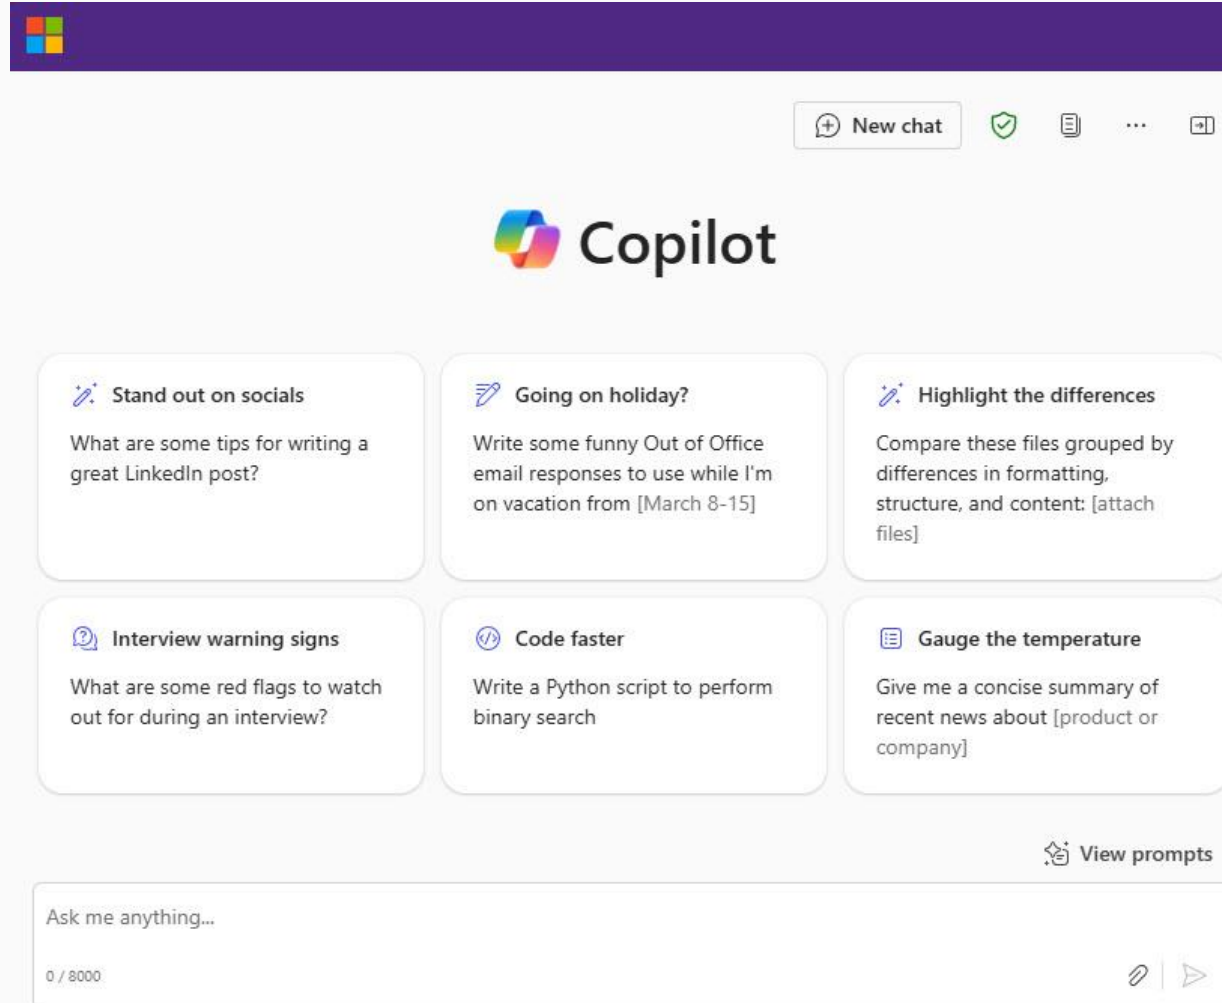 New chat
Copilot
Stand out on socials
What are some tips for writing a
great LinkedIn post?
Going on holiday?
Write some funny Out of Office
email responses to use while I'm
on vacation from [March 8-15]
Highlight the differences
Compare these files grouped by
differences in formatting,
structure, and content: [attach
files]
Interview warning signs
What are some red flags to watch
out for during an interview?
Code faster
Write a Python script to perform
binary search
Gauge the temperature
Give me a concise summary of
recent news about [product or
company]
View prompts
Ask me anything...
0 / 8000